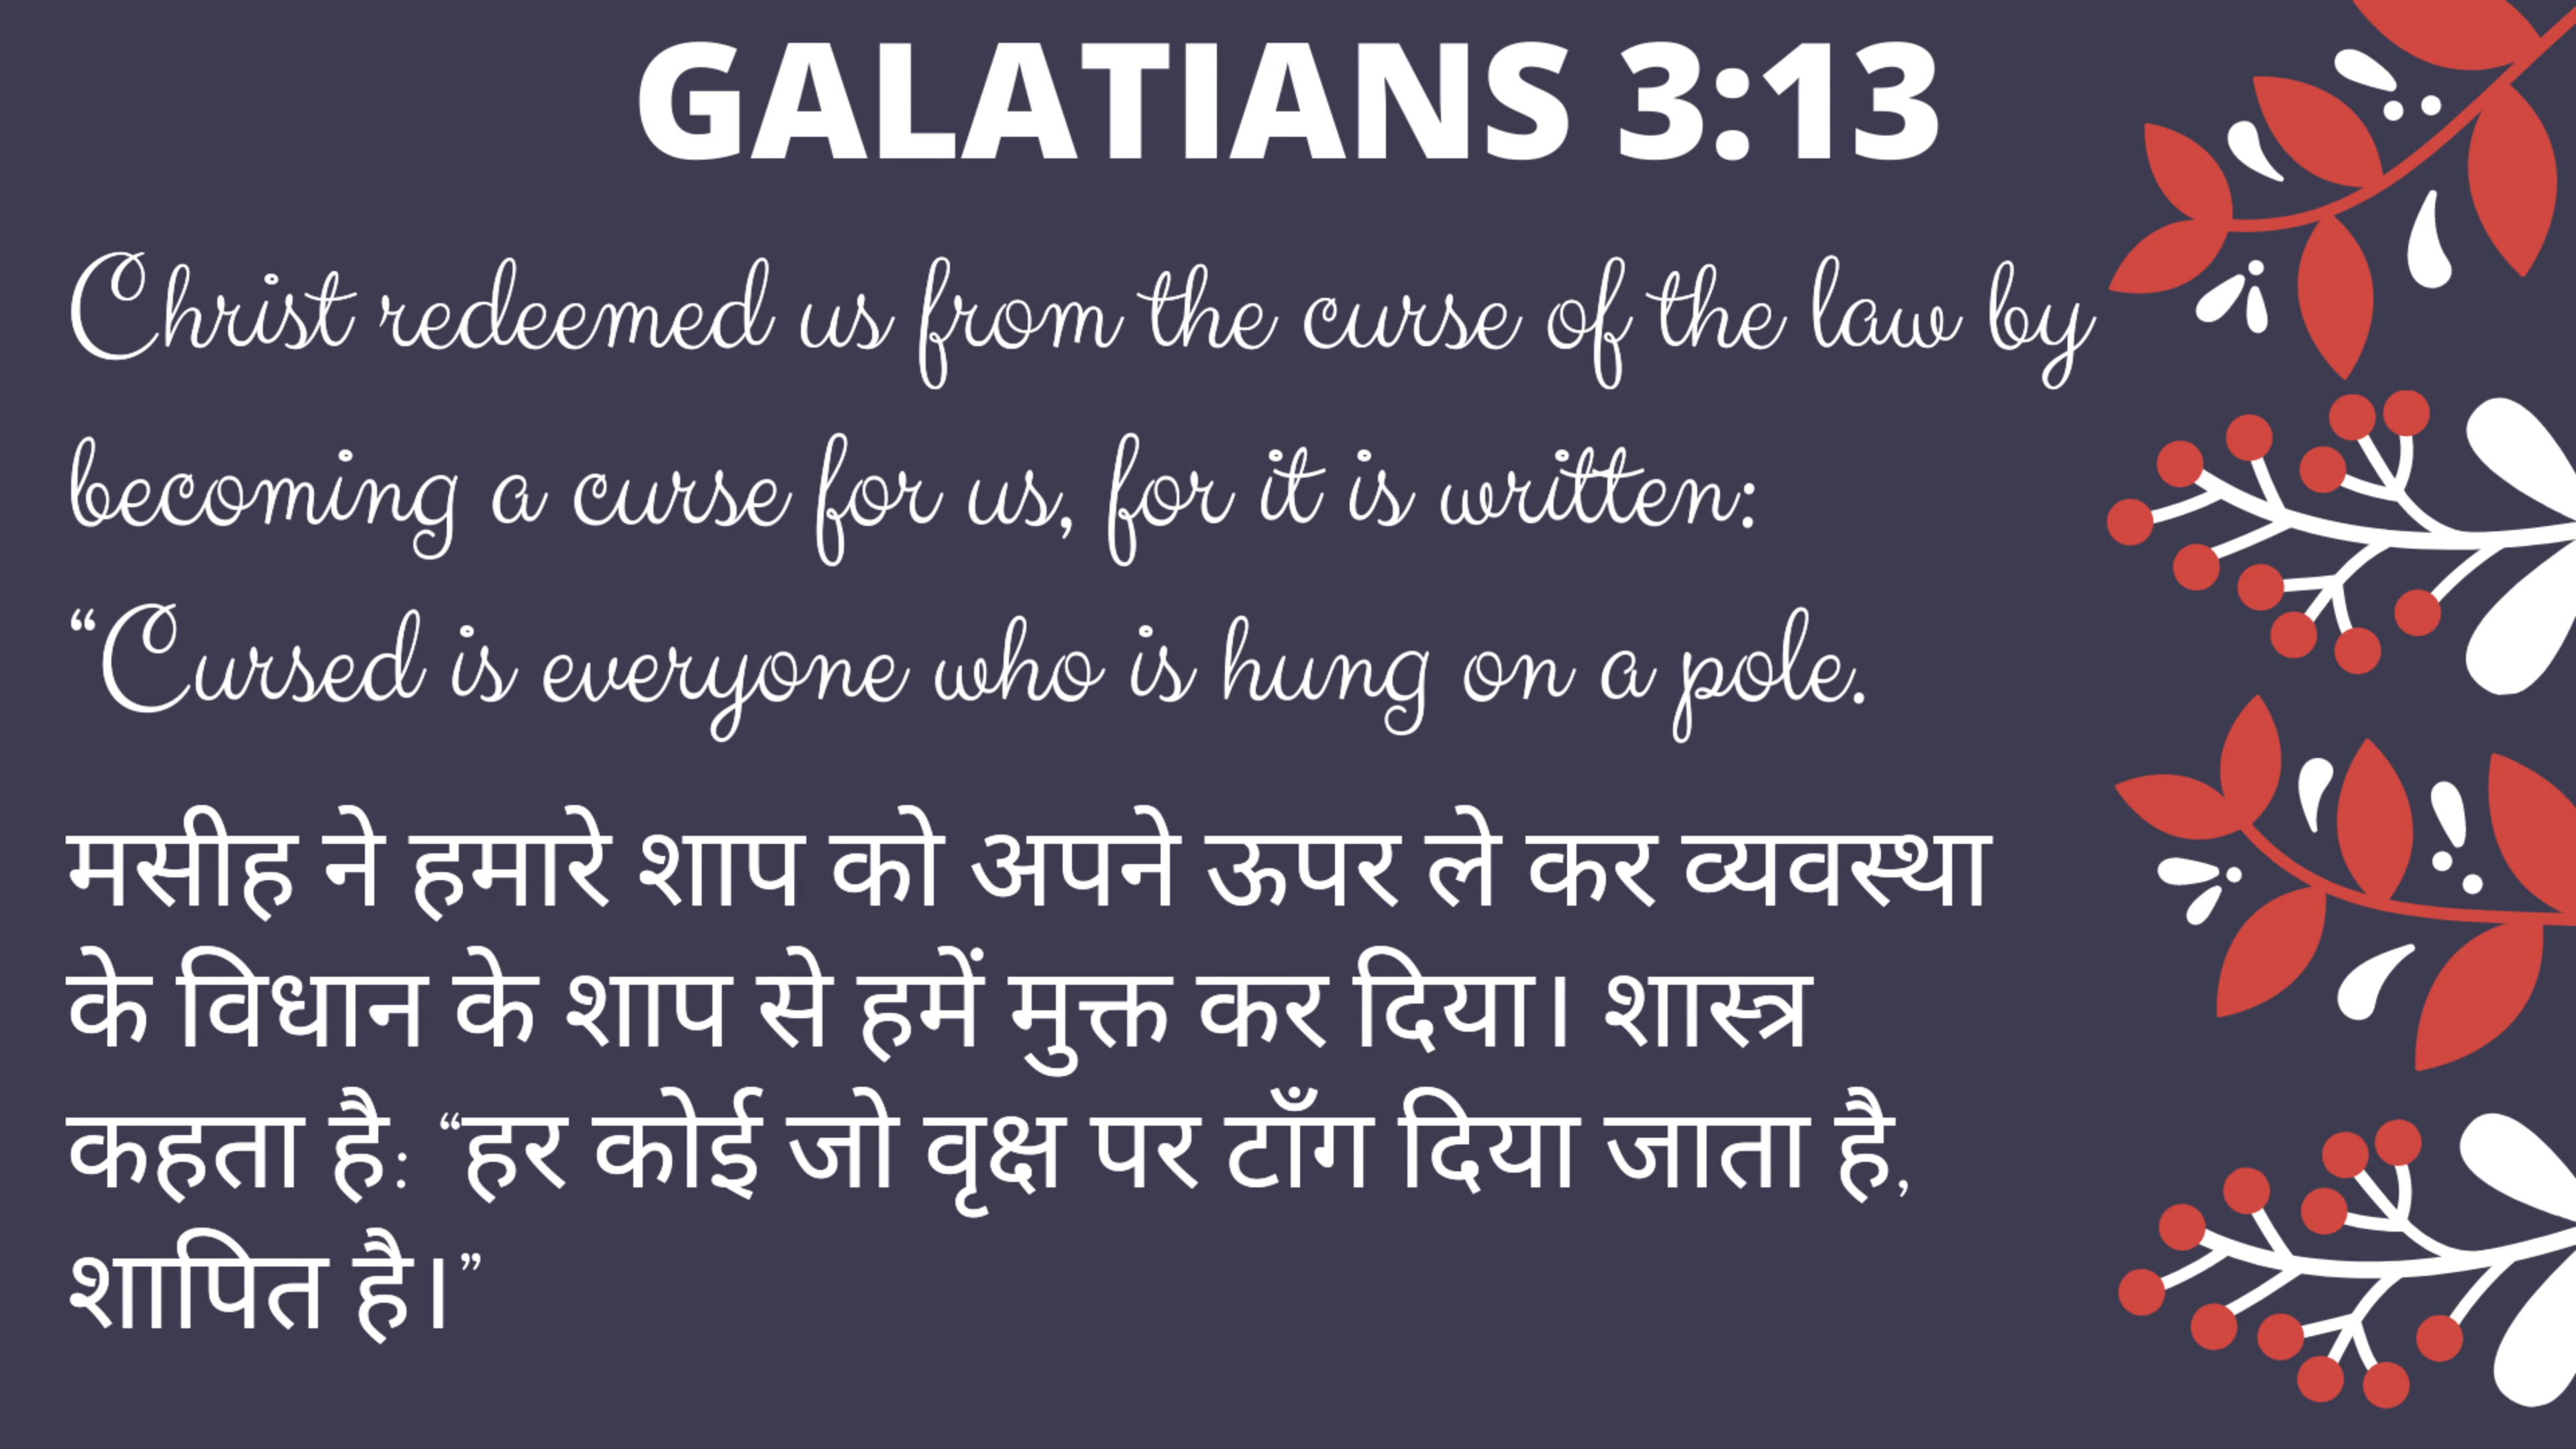 GALATIANS 3:13
Christ redeemed us from the curse of the law by
becoming a curse for us, for it is written:
“Cursed is everyone who is hung on a pole.
मसीह ने हमारे शाप को अपने ऊपर ले कर व्यवस्था
के विधान के शाप से हमें मुक्त कर दिया। शास्त्र
कहता है: “हर कोई जो वृक्ष पर टाँग दिया जाता है,
शापित है।”